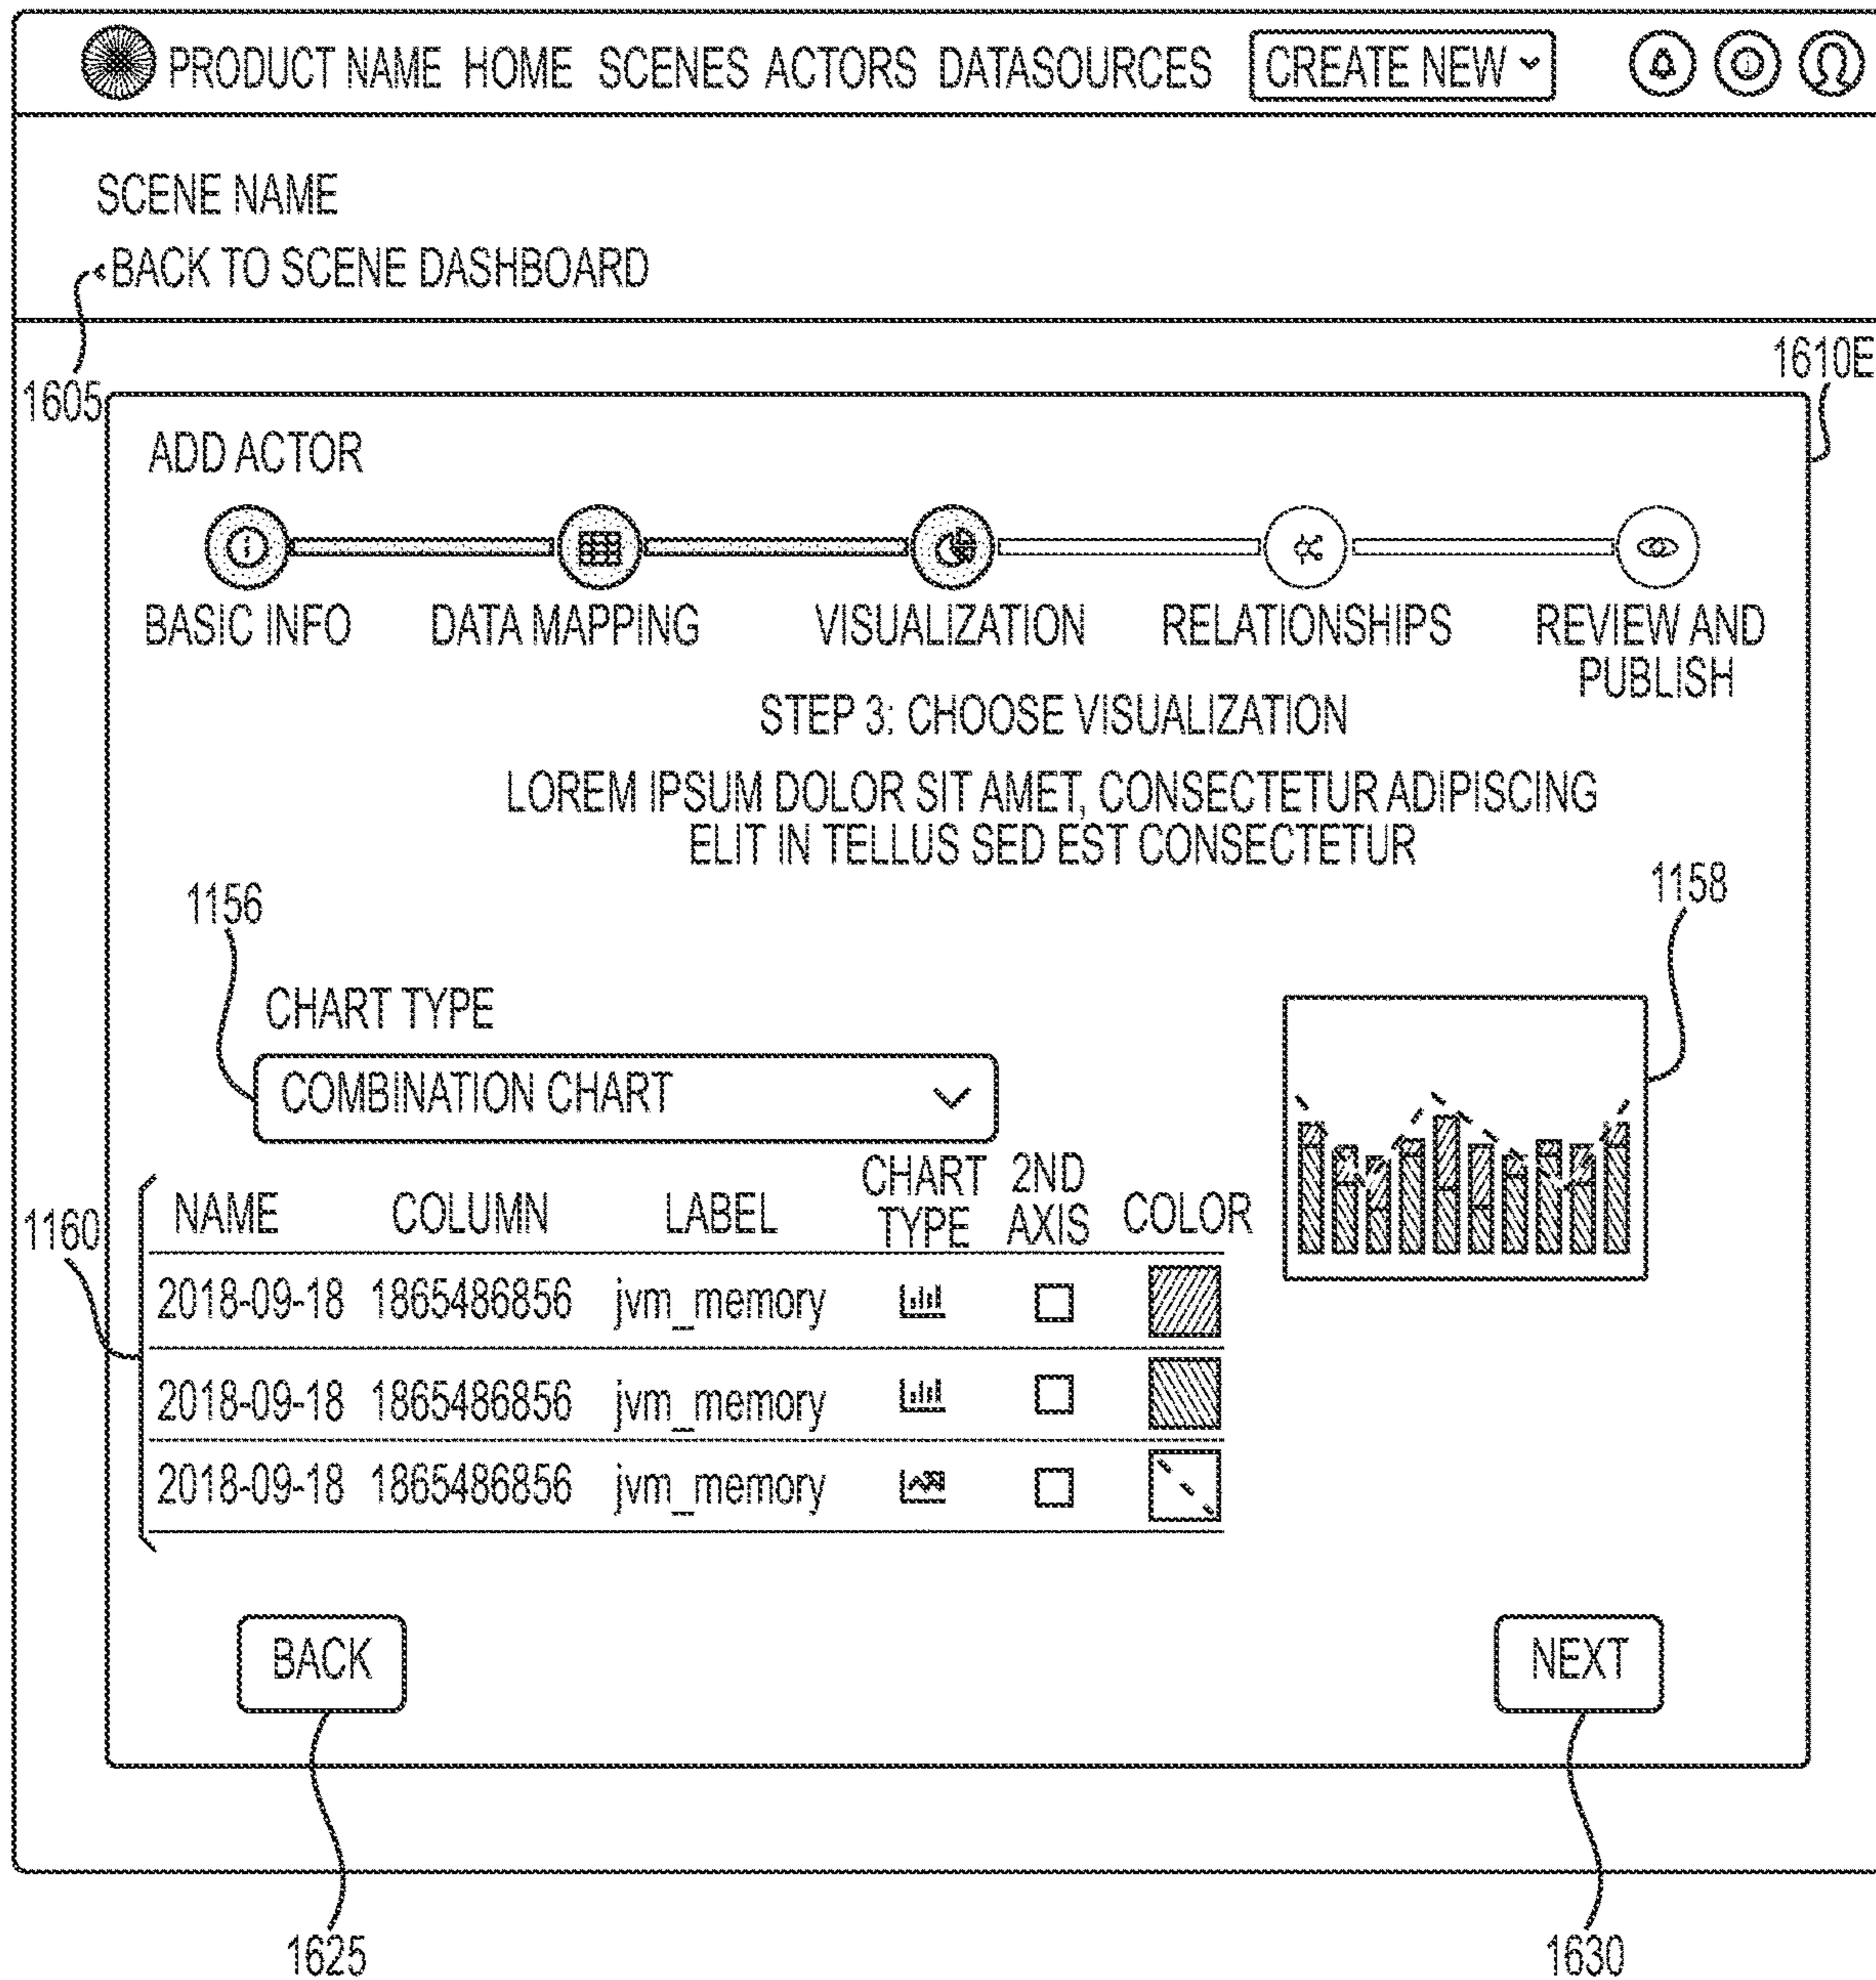 PRODUCT NAME HOME SCENES ACTORS DATASOURCES CREATE NEW
SCENE NAME
BACK TO SCENE DASHBOARD
1605
1610E
ADD ACTOR
BASIC INFO DATA MAPPING VISUALIZATION RELATIONSHIPS REVIEW AND
PUBLISH
STEP 3: CHOOSE VISUALIZATION
LOREM IPSUM DOLOR SIT AMET, CONSECTETUR ADIPISCING
ELIT IN TELLUS SED EST CONSECTETUR
1156
1158
CHART TYPE
COMBINATION CHART
1160
NAME COLUMN LABEL CHART TYPE 2ND AXIS COLOR
2018-09-18 1865486856 jvm_memory
2018-09-18 1865486856 jvm_memory
2018-09-18 1865486856 jvm_memory
BACK NEXT
1625 1630